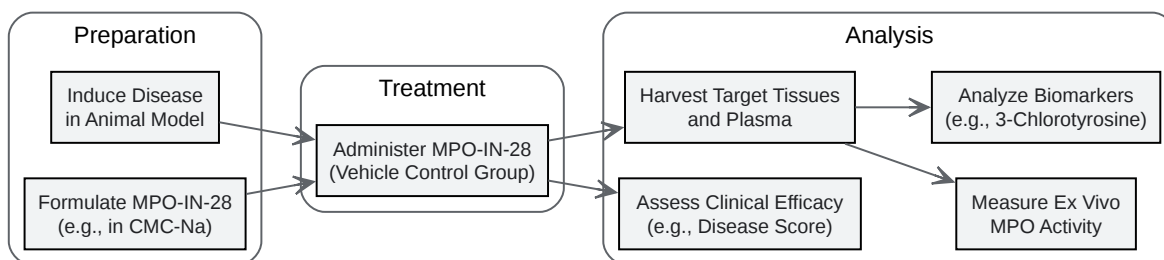 Preparation
Induce Disease
in Animal Model
Formulate MPO-IN-28
(e.g., in CMC-Na)
Treatment
Administer MPO-IN-28
(Vehicle Control Group)
Analysis
Harvest Target Tissues
and Plasma
Analyze Biomarkers
(e.g., 3-Chlorotyrosine)
Assess Clinical Efficacy
(e.g., Disease Score)
Measure Ex Vivo
MPO Activity